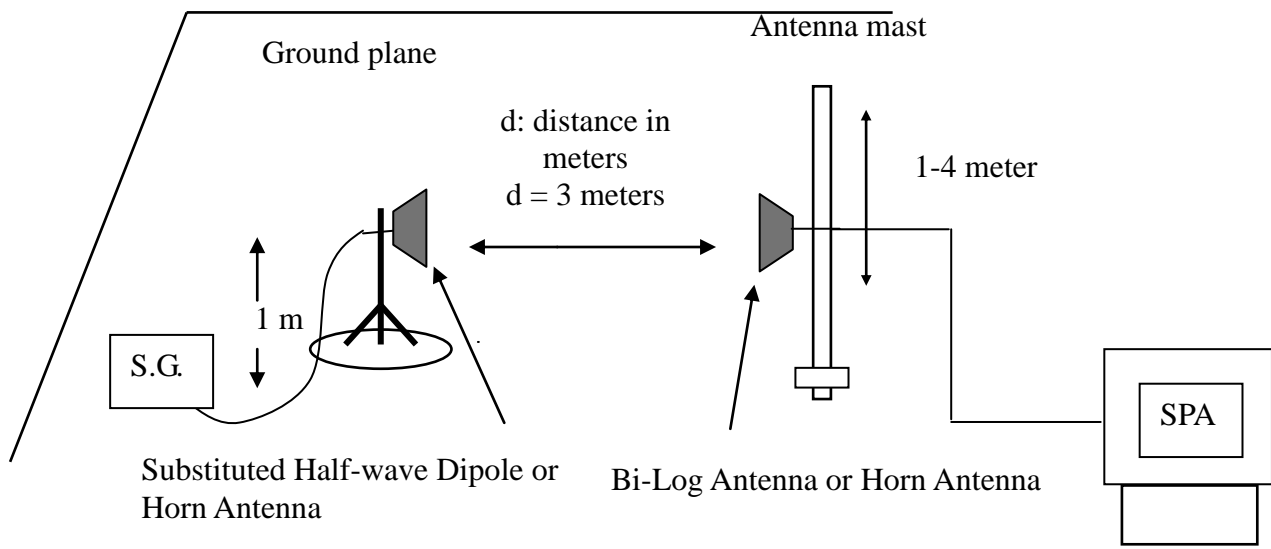 Antenna mast
Ground plane
d: distance in
meters
d = 3 meters
1-4 meter
1 m
S.G.
SPA
Substituted Half-wave Dipole or
Horn Antenna
Bi-Log Antenna or Horn Antenna